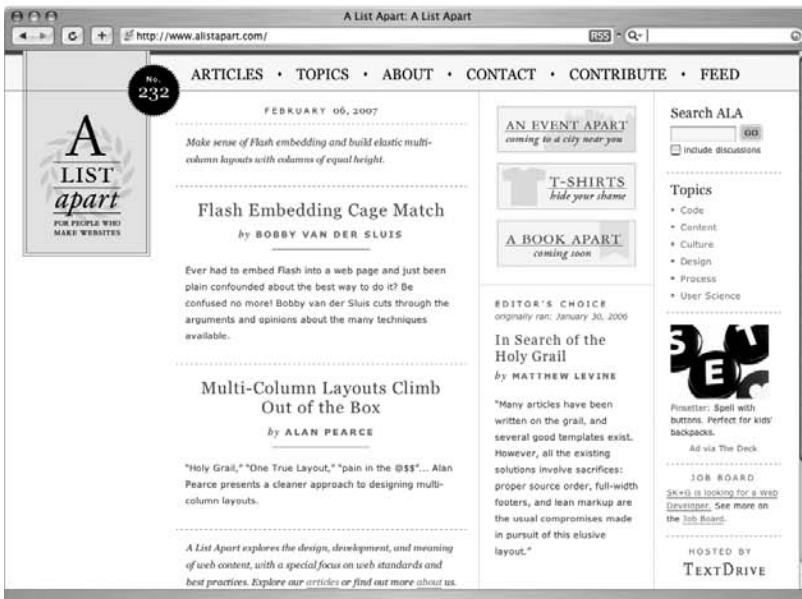 A List Apart: A List Apart
http://www.alistapart.com/
RSS
Q-
ARTICLES • TOPICS • ABOUT • CONTACT • CONTRIBUTE • FEED
No.
232
A
LIST
apart
FOR PEOPLE WHO
MAKE WEBSITES
FEBRUARY 06, 2007
Make sense of Flash embedding and build elastic multi-
column layouts with columns of equal height.
Flash Embedding Cage Match
by BOBBY VAN DER SLUIS
Ever had to embed Flash into a web page and just been
plain confounded about the best way to do it? Be
confused no more! Bobby van der Sluis cuts through the
arguments and opinions about the many techniques
available.
Multi-Column Layouts Climb
Out of the Box
by ALAN PEARCE
"Holy Grail," "One True Layout," "pain in the @$$"... Alan
Pearce presents a cleaner approach to designing multi-
column layouts.
A List Apart explores the design, development, and meaning
of web content, with a special focus on web standards and
best practices. Explore our articles or find out more about us.
AN EVENT APART
coming to a city near you
T-SHIRTS
hide your shame
A BOOK APART
coming soon
EDITOR'S CHOICE
originally ran: January 30, 2006
In Search of the
Holy Grail
by MATTHEW LEVINE
"Many articles have been
written on the grail, and
several good templates exist.
However, all the existing
solutions involve sacrifices:
proper source order, full-width
footers, and lean markup are
the usual compromises made
in pursuit of this elusive
layout."
Search ALA
GO
include discussions
Topics
• Code
• Content
• Culture
• Design
• Process
• User Science
SET
Pinsetter: Spell with
buttons. Perfect for kids'
backpacks.
Ad via The Deck
JOB BOARD
SK+G is looking for a Web
Developer. See more on
the Job Board.
HOSTED BY
TEXTDRIVE